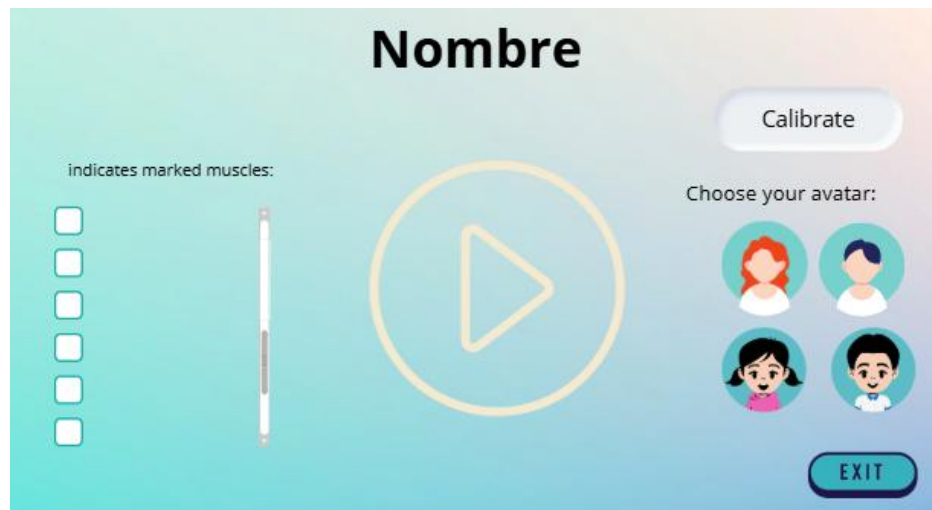 Nombre
Calibrate
indicates marked muscles:
Choose your avatar:
EXIT